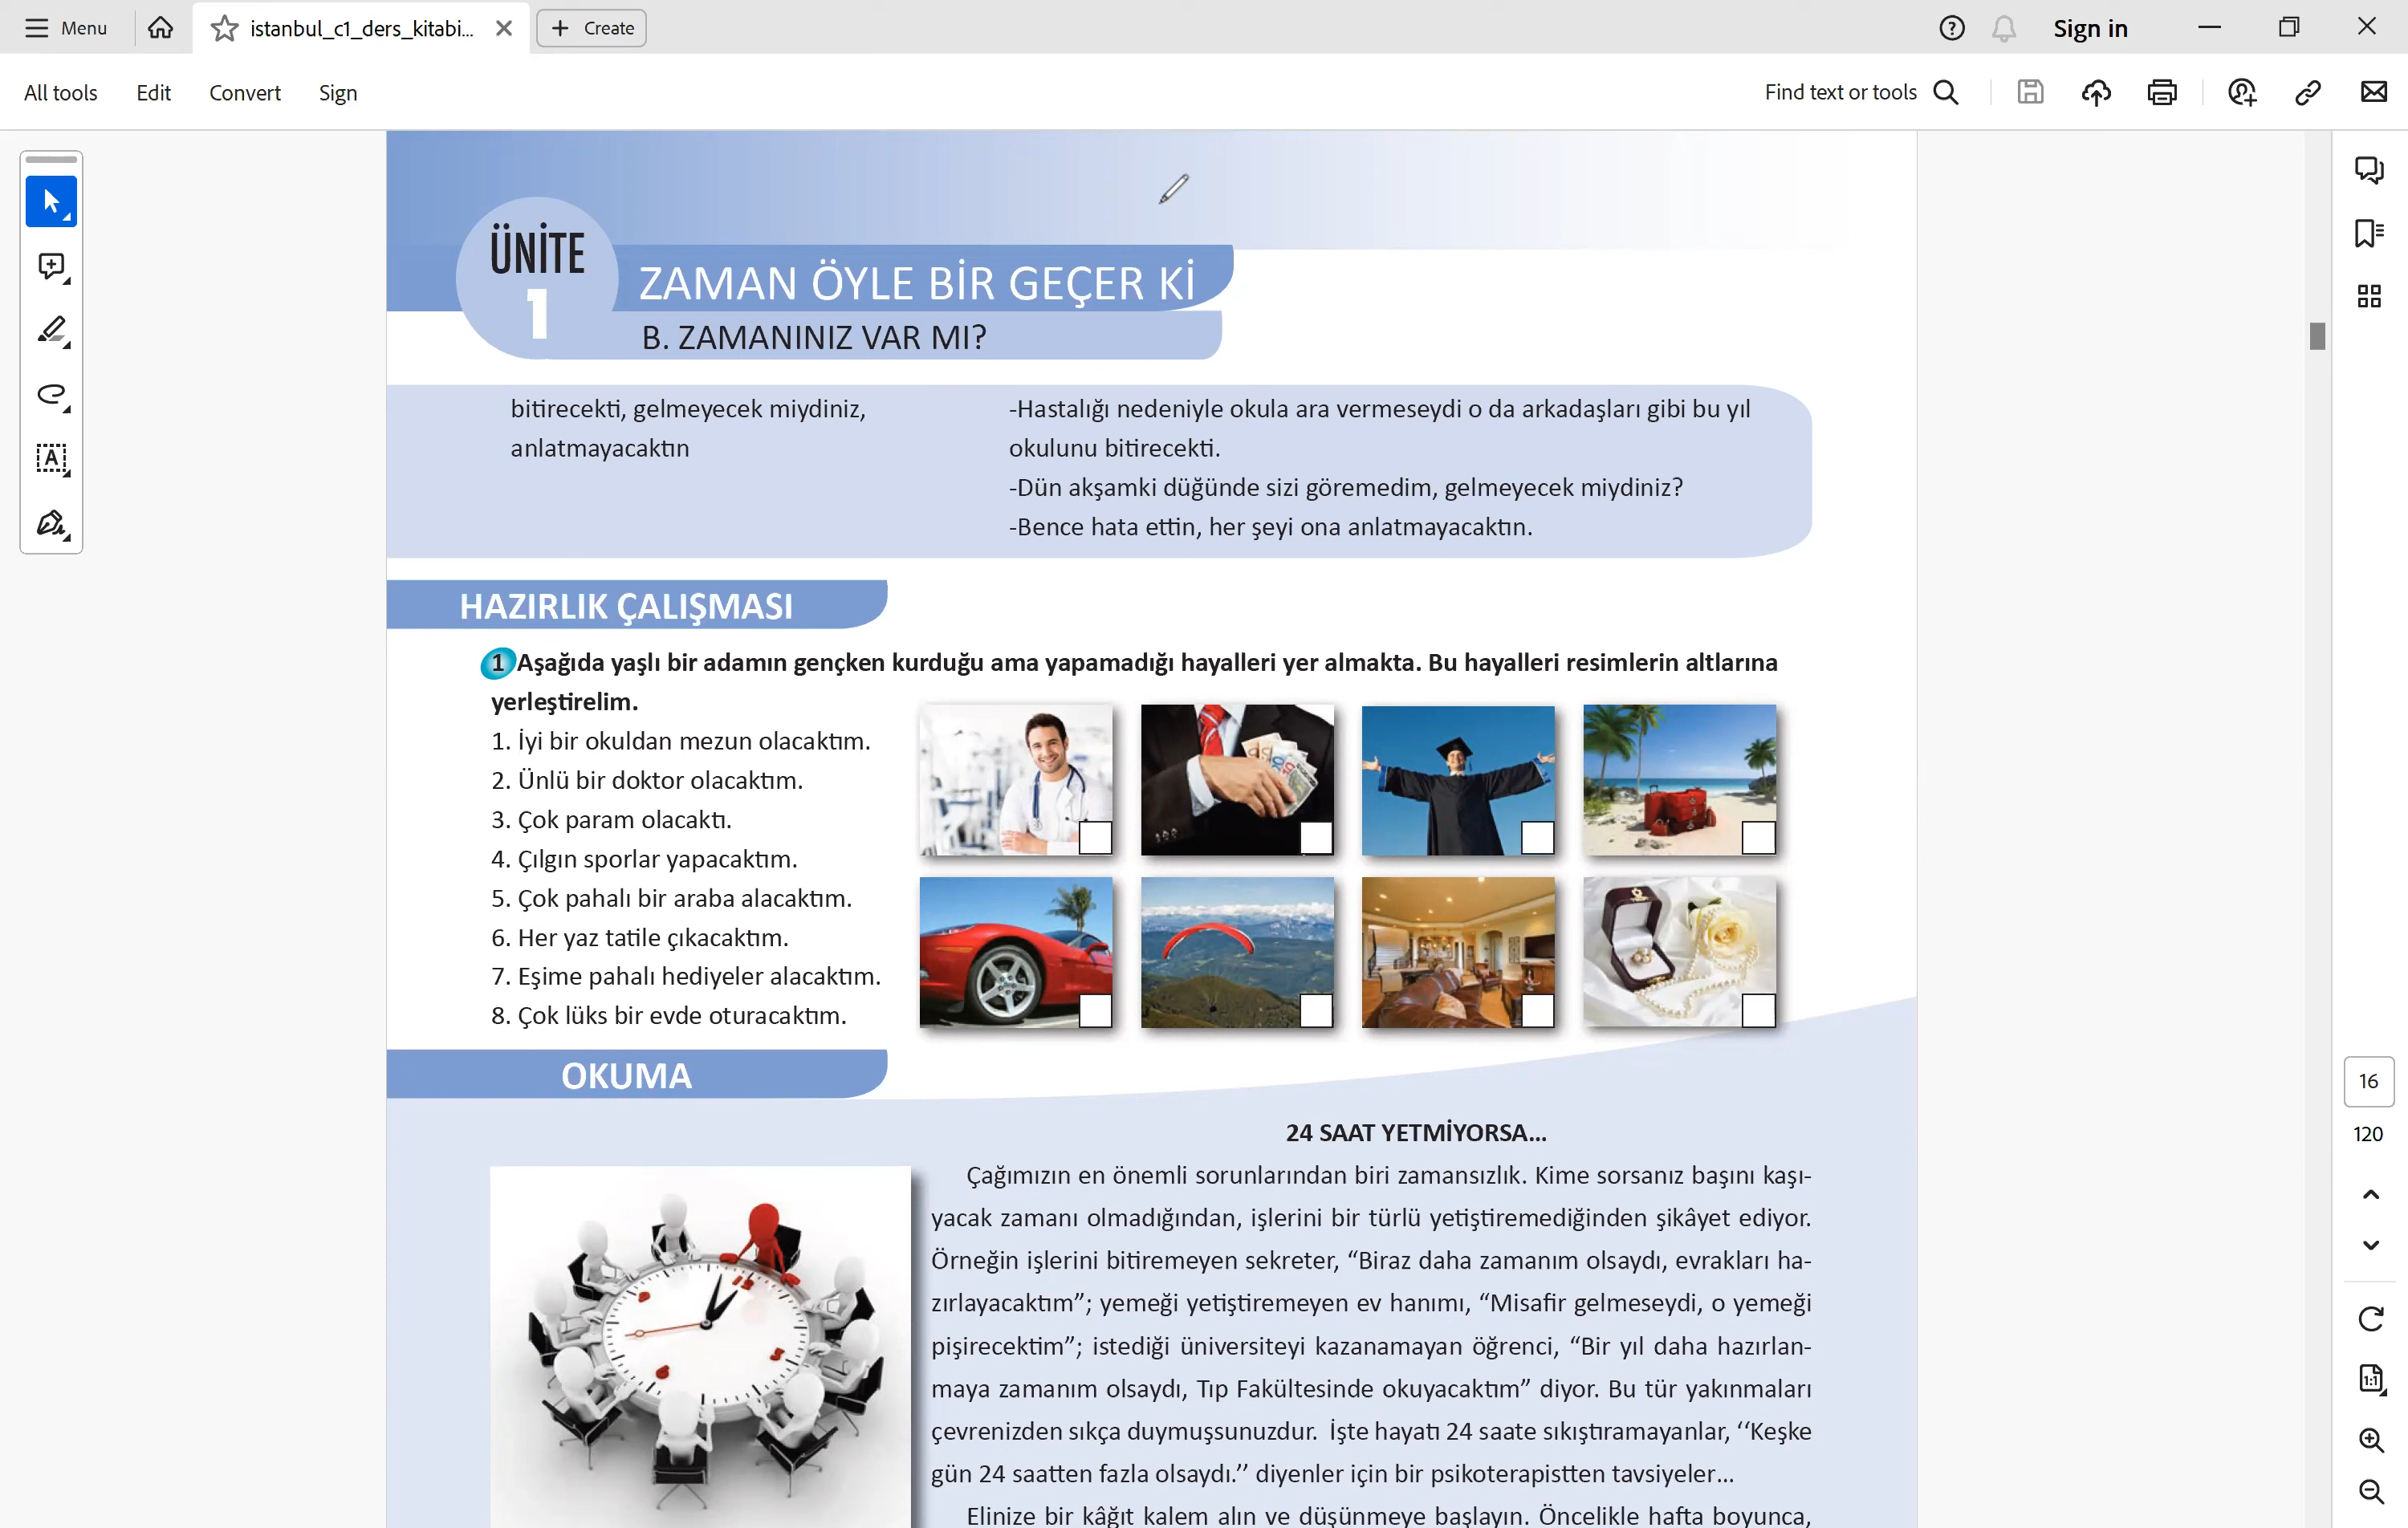 Menu
istanbul_c1_ders_kitabi...
Create
Sign in
All tools
Edit
Convert
Sign
Find text or tools
ÜNİTE
1
ZAMAN ÖYLE BİR GEÇER Kİ
B. ZAMANINIZ VAR MI?
bitirecekti, gelmeyecek miydiniz,
anlatmayacaktın
-Hastalığı nedeniyle okula ara vermeseydi o da arkadaşları gibi bu yıl
okulunu bitirecekti.
-Dün akşamki düğünde sizi göremedim, gelmeyecek miydiniz?
-Bence hata ettin, her şeyi ona anlatmayacaktın.
HAZIRLIK ÇALIŞMASI
1 Aşağıda yaşlı bir adamın gençken kurduğu ama yapamadığı hayalleri yer almakta. Bu hayalleri resimlerin altlarına
yerleştirelim.
1. İyi bir okuldan mezun olacaktım.
2. Ünlü bir doktor olacaktım.
3. Çok param olacaktı.
4. Çılgın sporlar yapacaktım.
5. Çok pahalı bir araba alacaktım.
6. Her yaz tatile çıkacaktım.
7. Eşime pahalı hediyeler alacaktım.
8. Çok lüks bir evde oturacaktım.
OKUMA
24 SAAT YETMİYORSA...
Çağımızın en önemli sorunlarından biri zamansızlık. Kime sorsanız başını kaşı-
yacak zamanı olmadığından, işlerini bir türlü yetiştiremediğinden şikâyet ediyor.
Örneğin işlerini bitiremeyen sekreter, “Biraz daha zamanım olsaydı, evrakları ha-
zırlayacaktım”; yemeği yetiştiremeyen ev hanımı, “Misafir gelmeseydi, o yemeği
pişirecektim”; istediği üniversiteyi kazanamayan öğrenci, “Bir yıl daha hazırlan-
maya zamanım olsaydı, Tıp Fakültesinde okuyacaktım” diyor. Bu tür yakınmaları
çevrenizden sıkça duymuşsunuzdur. İşte hayatı 24 saate sıkıştıramayanlar, ‘‘Keşke
gün 24 saatten fazla olsaydı.’’ diyenler için bir psikoterapistten tavsiyeler...
Elinize bir kâğıt kalem alın ve düşünmeye başlayın. Öncelikle hafta boyunca,
16
120